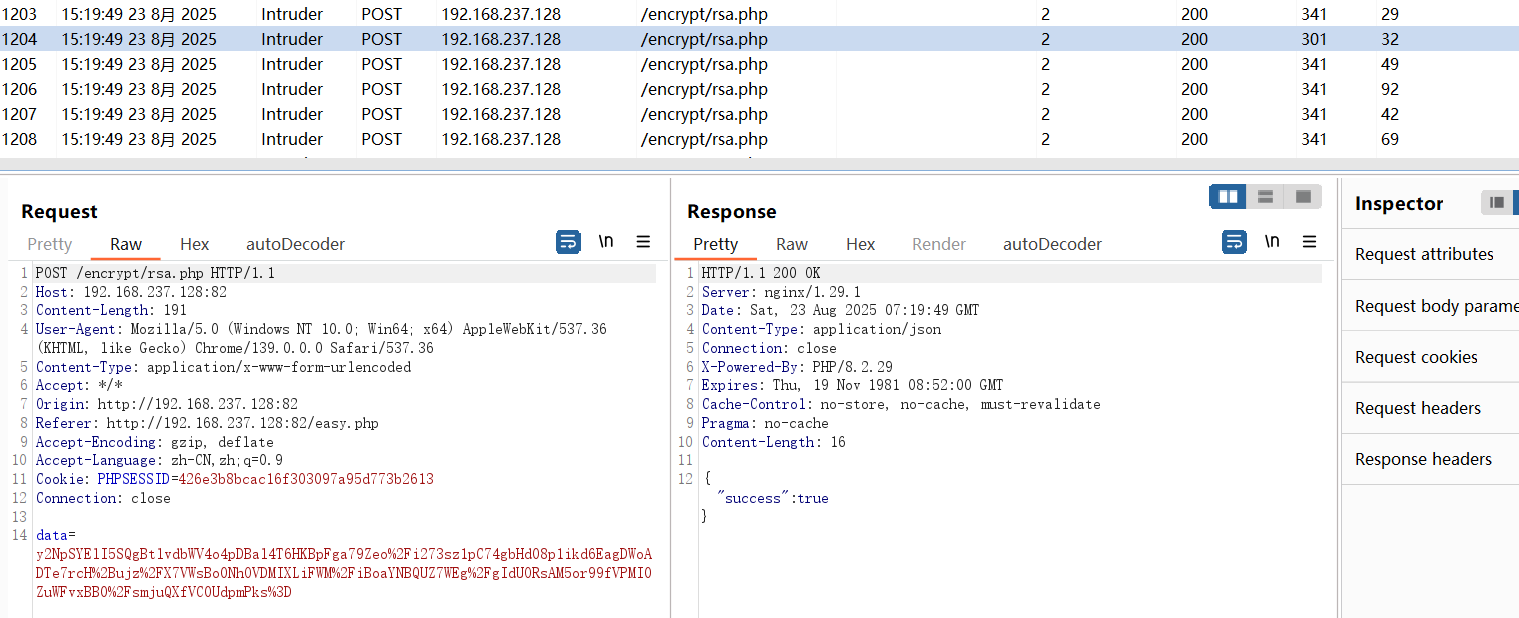 1203 15:19:49 23 8月 2025 Intruder POST 192.168.237.128 /encrypt/rsa.php 2 200 341 29
1204 15:19:49 23 8月 2025 Intruder POST 192.168.237.128 /encrypt/rsa.php 2 200 301 32
1205 15:19:49 23 8月 2025 Intruder POST 192.168.237.128 /encrypt/rsa.php 2 200 341 49
1206 15:19:49 23 8月 2025 Intruder POST 192.168.237.128 /encrypt/rsa.php 2 200 341 92
1207 15:19:49 23 8月 2025 Intruder POST 192.168.237.128 /encrypt/rsa.php 2 200 341 42
1208 15:19:49 23 8月 2025 Intruder POST 192.168.237.128 /encrypt/rsa.php 2 200 341 69
Request
Pretty Raw Hex autoDecoder \n
1 POST /encrypt/rsa.php HTTP/1.1
2 Host: 192.168.237.128:82
3 Content-Length: 191
4 User-Agent: Mozilla/5.0 (Windows NT 10.0; Win64; x64) AppleWebKit/537.36
(KHTML, like Gecko) Chrome/139.0.0.0 Safari/537.36
5 Content-Type: application/x-www-form-urlencoded
6 Accept: */*
7 Origin: http://192.168.237.128:82
8 Referer: http://192.168.237.128:82/easy.php
9 Accept-Encoding: gzip, deflate
10 Accept-Language: zh-CN,zh;q=0.9
11 Cookie: PHPSESSID=426e3b8bcac16f303097a95d773b2613
12 Connection: close
13
14 data=
y2NpSYElI5SQgBtlvdbWV4o4pDBal4T6HKBpFga79Zeo%2Fi273sz1pC74gbHd08plikd6EagDWoA
DTe7rcH%2Bujz%2FX7VWsBo0Nh0VDMIXLiFWM%2FiBoaYNBQUZ7WEg%2FgIdU0RsAM5or99fVPMI0
ZuWFvxBB0%2FsmjuQXfVC0UdpmPks%3D
Response
Pretty Raw Hex Render autoDecoder \n
1 HTTP/1.1 200 OK
2 Server: nginx/1.29.1
3 Date: Sat, 23 Aug 2025 07:19:49 GMT
4 Content-Type: application/json
5 Connection: close
6 X-Powered-By: PHP/8.2.29
7 Expires: Thu, 19 Nov 1981 08:52:00 GMT
8 Cache-Control: no-store, no-cache, must-revalidate
9 Pragma: no-cache
10 Content-Length: 16
11
12 {
"success":true
}
Inspector
Request attributes
Request body parame
Request cookies
Request headers
Response headers